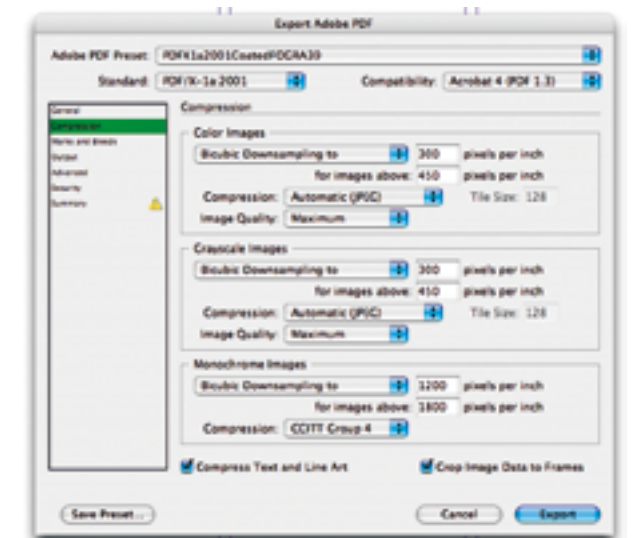 Export Adobe PDF
Adobe PDF Preset: PDFX1a2001CoatedFOGRA39
Standard: PDF/X-1a:2001 Compatibility: Acrobat 4 (PDF 1.3)
General
Compression
Marks and Bleeds
Output
Advanced
Security
Summary
Compression
Color Images
Bicubic Downsampling to 300 pixels per inch
for images above: 450 pixels per inch
Compression: Automatic (JPEG) Tile Size: 128
Image Quality: Maximum
Grayscale Images
Bicubic Downsampling to 300 pixels per inch
for images above: 450 pixels per inch
Compression: Automatic (JPEG) Tile Size: 128
Image Quality: Maximum
Monochrome Images
Bicubic Downsampling to 1200 pixels per inch
for images above: 1800 pixels per inch
Compression: CCITT Group 4
Compress Text and Line Art Crop Image Data to Frames
Save Preset... Cancel Export